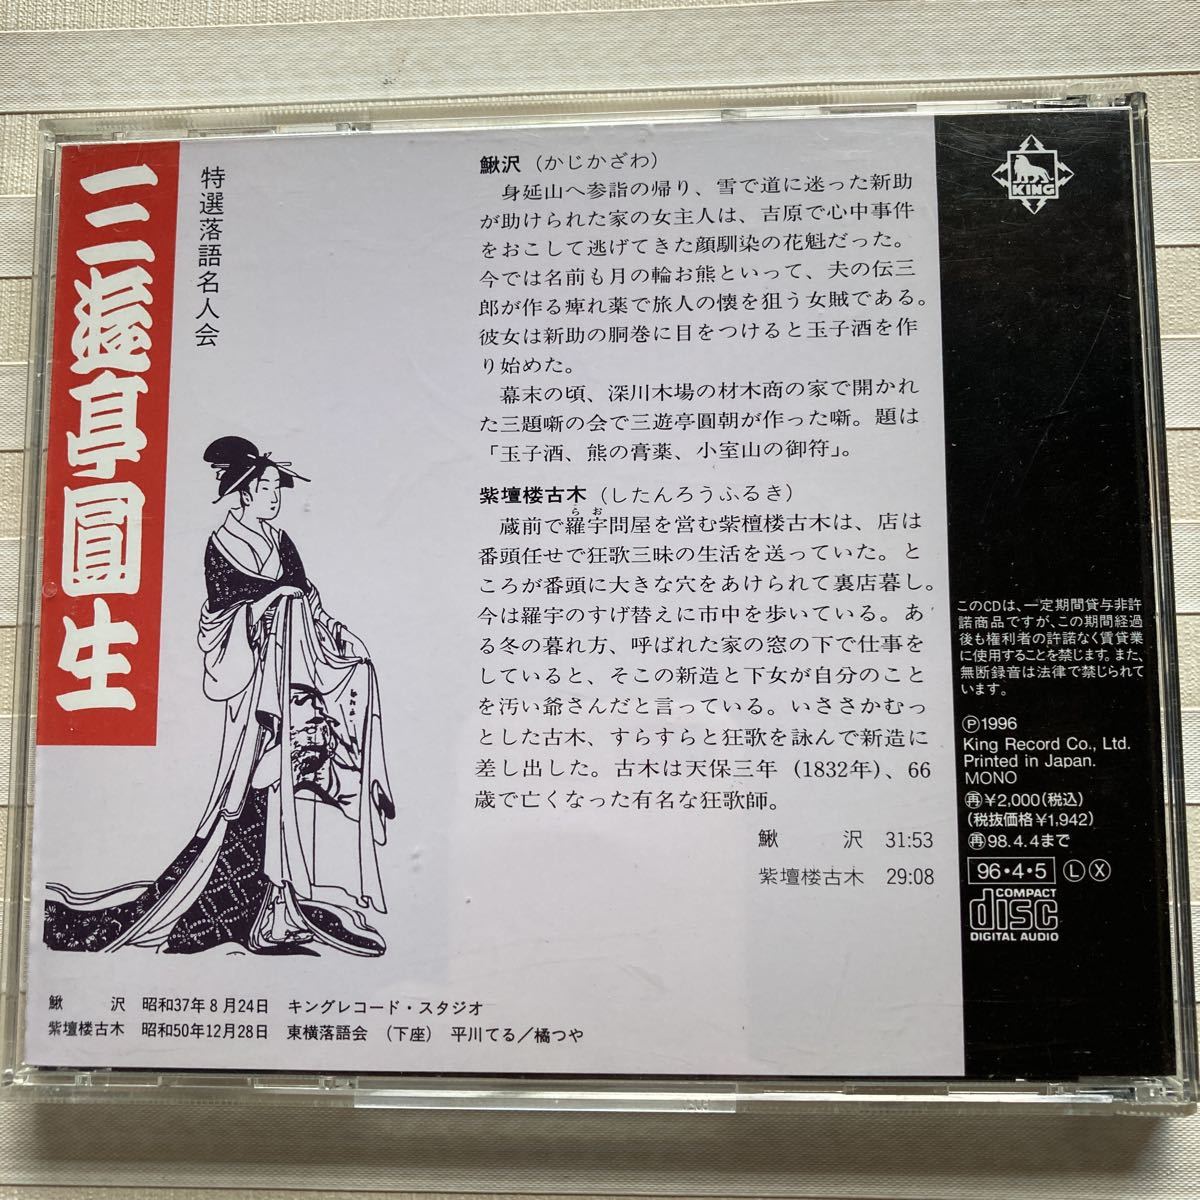 三遊亭圓生
特選落語名人会
鰍沢（かじかざわ）
身延山へ参詣の帰り、雪で道に迷った新助
が助けられた家の女主人は、吉原で心中事件
をおこして逃げてきた顔馴染の花魁だった。
今では名前も月の輪お熊といって、夫の伝三
郎が作る痺れ薬で旅人の懐を狙う女賊である。
彼女は新助の胴巻に目をつけると玉子酒を作
り始めた。
幕末の頃、深川木場の材木商の家で開かれ
た三題噺の会で三遊亭圓朝が作った噺。題は
「玉子酒、熊の膏薬、小室山の御符」。
紫壇楼古木（したんろうふるき）
らお
蔵前で羅宇問屋を営む紫檀楼古木は、店は
番頭任せで狂歌三昧の生活を送っていた。と
ころが番頭に大きな穴をあけられて裏店暮し。
今は羅宇のすげ替えに市中を歩いている。あ
る冬の暮れ方、呼ばれた家の窓の下で仕事を
していると、そこの新造と下女が自分のこと
を汚い爺さんだと言っている。いささかむっ
とした古木、すらすらと狂歌を詠んで新造に
差し出した。古木は天保三年（1832年）、66
歳で亡くなった有名な狂歌師。
鰍　　　沢　31:53
紫壇楼古木　29:08
鰍　　　沢　昭和37年8月24日　キングレコード・スタジオ
紫壇楼古木　昭和50年12月28日　東横落語会　（下座）　平川てる／橘つや
KING
このCDは、一定期間貸与非許
諾商品ですが、この期間経過
後も権利者の許諾なく賃貸業
に使用することを禁じます。また、
無断録音は法律で禁じられて
います。
Ⓟ1996
King Record Co., Ltd.
Printed in Japan.
MONO
㊞¥2,000(税込)
(税抜価格¥1,942)
98.4.4まで
96・4・5 Ⓛ Ⓧ
COMPACT
disc
DIGITAL AUDIO